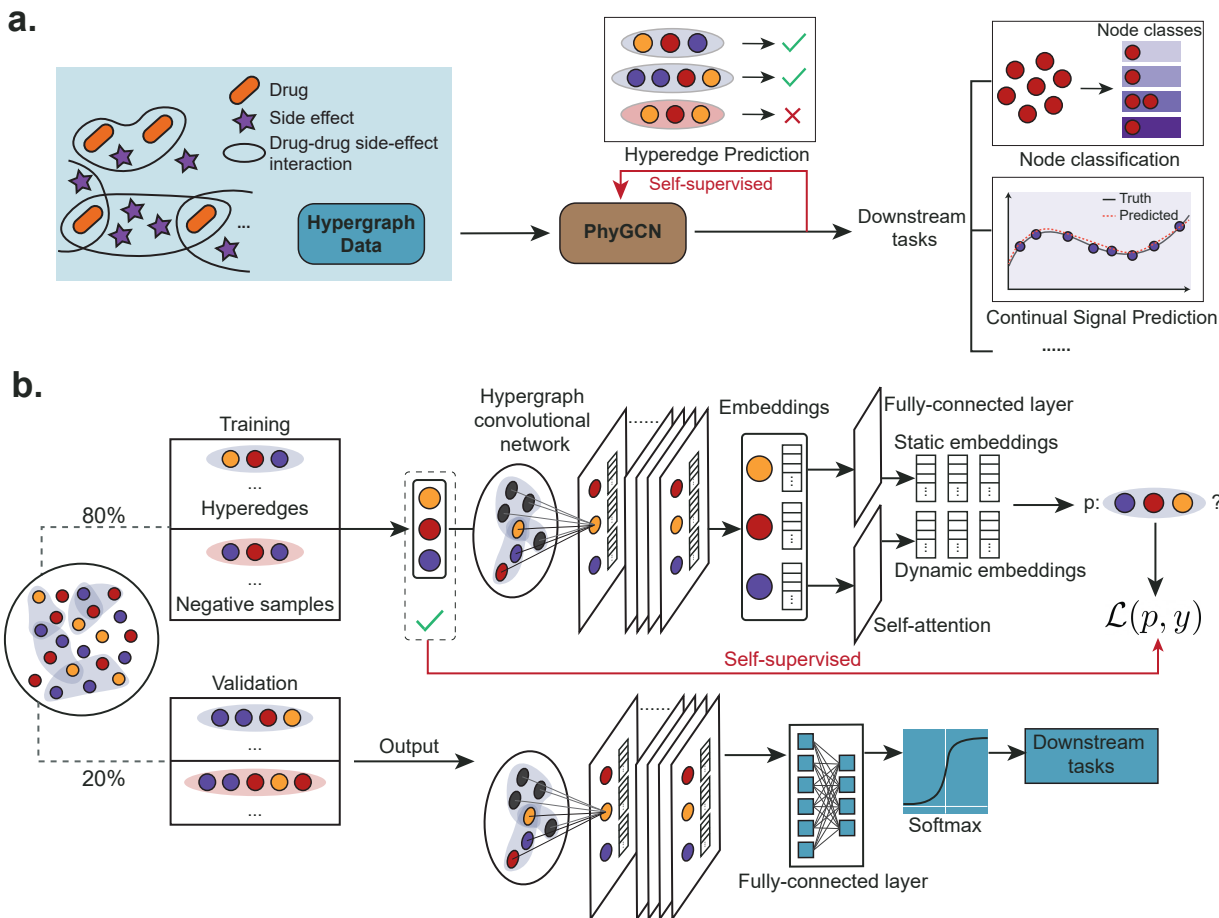 a.
Drug
Side effect
Drug-drug side-effect
interaction
...
Hypergraph
Data
Hyperedge Prediction
Self-supervised
PhyGCN
Downstream
tasks
Node classes
Node classification
Truth
Predicted
Continual Signal Prediction
......
b.
Training
...
Hyperedges
...
Negative samples
80%
20%
Validation
...
...
Output
Hypergraph
convolutional
network
......
Embeddings
Fully-connected layer
Static embeddings
Dynamic embeddings
Self-attention
p:
?
ℒ(p, y)
Self-supervised
......
Fully-connected layer
Softmax
Downstream
tasks